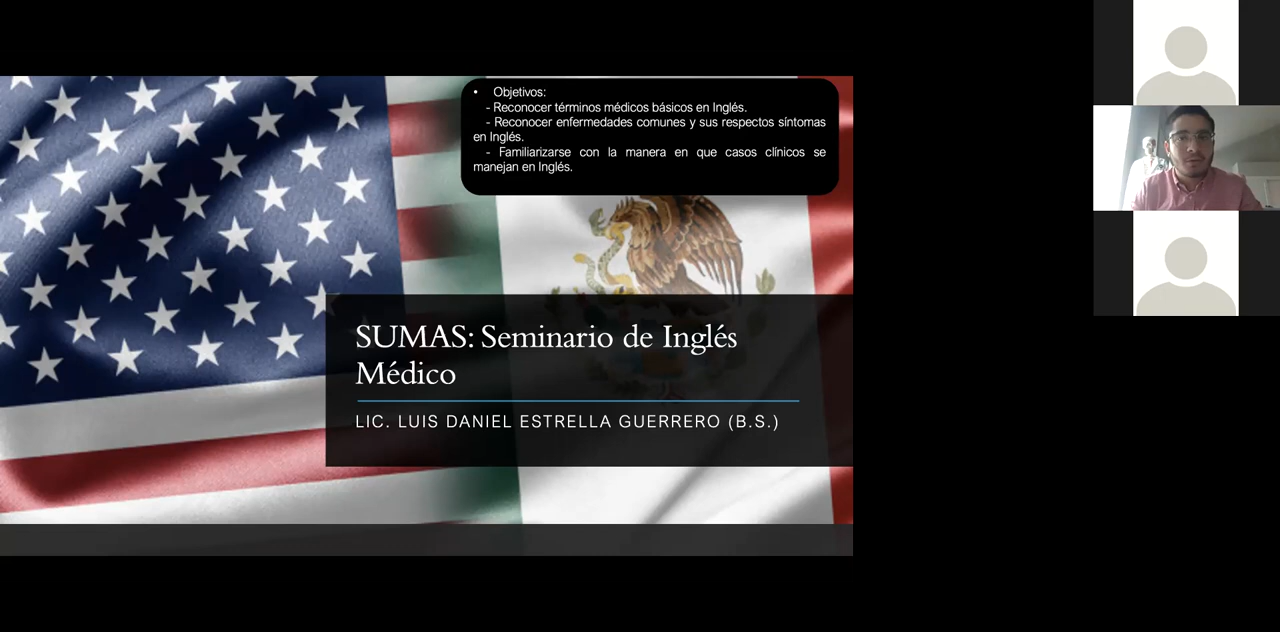 • Objetivos:
- Reconocer términos médicos básicos en Inglés.
- Reconocer enfermedades comunes y sus respectos síntomas
en Inglés.
- Familiarizarse con la manera en que casos clínicos se
manejan en Inglés.
SUMAS: Seminario de Inglés
Médico
LIC. LUIS DANIEL ESTRELLA GUERRERO (B.S.)